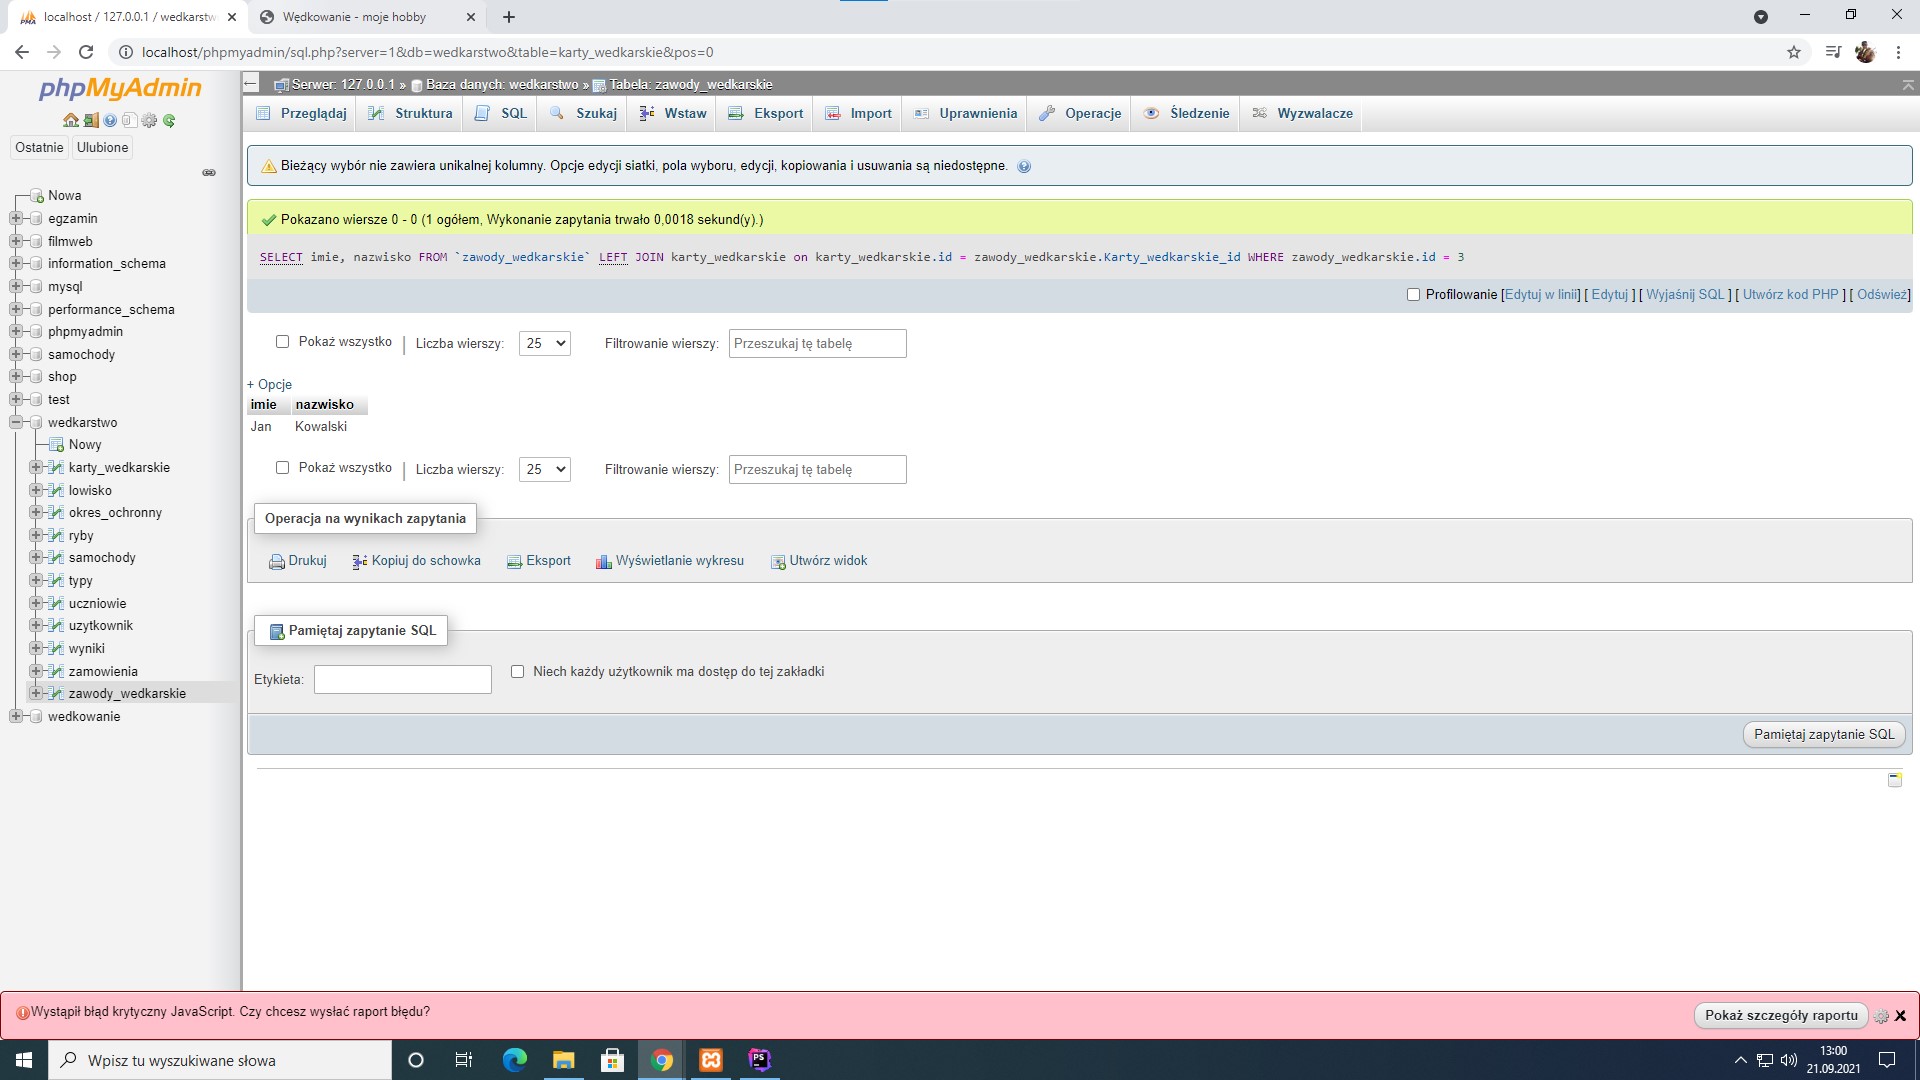 localhost / 127.0.0.1 / wedkarstw
Wędkowanie - moje hobby
localhost/phpmyadmin/sql.php?server=1&db=wedkarstwo&table=karty_wedkarskie&pos=0
phpMyAdmin
Ostatnie
Ulubione
Nowa
egzamin
filmweb
information_schema
mysql
performance_schema
phpmyadmin
samochody
shop
test
wedkarstwo
Nowy
karty_wedkarskie
lowisko
okres_ochronny
ryby
samochody
typy
uczniowie
uzytkownik
wyniki
zamowienia
zawody_wedkarskie
wedkowanie
Serwer: 127.0.0.1 » Baza danych: wedkarstwo » Tabela: zawody_wedkarskie
Przeglądaj Struktura SQL Szukaj Wstaw Eksport Import Uprawnienia Operacje Śledzenie Wyzwalacze
Bieżący wybór nie zawiera unikalnej kolumny. Opcje edycji siatki, pola wyboru, edycji, kopiowania i usuwania są niedostępne.
Pokazano wiersze 0 - 0 (1 ogółem, Wykonanie zapytania trwało 0,0018 sekund(y).)
SELECT imie, nazwisko FROM `zawody_wedkarskie` LEFT JOIN karty_wedkarskie on karty_wedkarskie.id = zawody_wedkarskie.Karty_wedkarskie_id WHERE zawody_wedkarskie.id = 3
Profilowanie [Edytuj w linii] [ Edytuj ] [ Wyjaśnij SQL ] [ Utwórz kod PHP ] [ Odśwież]
Pokaż wszystko | Liczba wierszy: 25 Filtrowanie wierszy: Przeszukaj tę tabelę
+ Opcje
imie nazwisko
Jan Kowalski
Pokaż wszystko | Liczba wierszy: 25 Filtrowanie wierszy: Przeszukaj tę tabelę
Operacja na wynikach zapytania
Drukuj Kopiuj do schowka Eksport Wyświetlanie wykresu Utwórz widok
Pamiętaj zapytanie SQL
Etykieta: Niech każdy użytkownik ma dostęp do tej zakładki
Pamiętaj zapytanie SQL
Wystąpił błąd krytyczny JavaScript. Czy chcesz wysłać raport błędu?
Pokaż szczegóły raportu
Wpisz tu wyszukiwane słowa
PS
13:00
21.09.2021